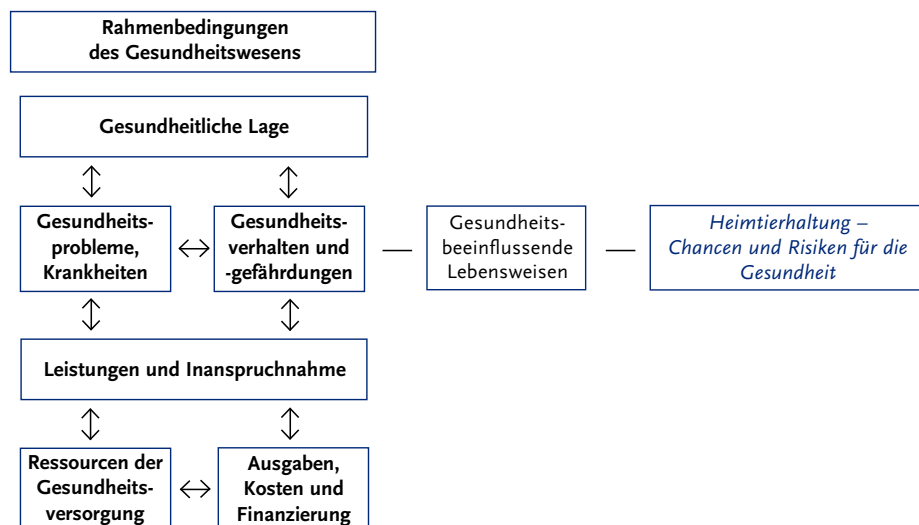 Rahmenbedingungen
des Gesundheitswesens
Gesundheitliche Lage
Gesundheits-
probleme,
Krankheiten
Gesundheits-
verhalten und
-gefährdungen
Gesundheits-
beeinflussende
Lebensweisen
Heimtierhaltung –
Chancen und Risiken für die
Gesundheit
Leistungen und Inanspruchnahme
Ressourcen der
Gesundheits-
versorgung
Ausgaben,
Kosten und
Finanzierung